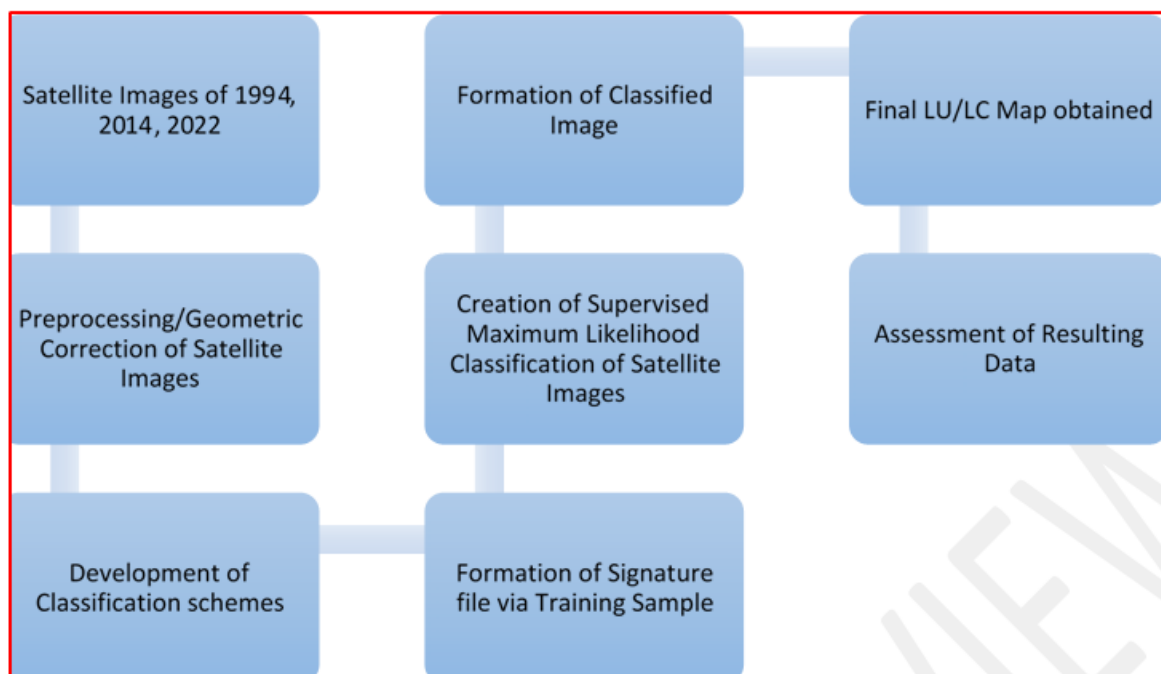 Satellite Images of 1994,
2014, 2022
Preprocessing/Geometric
Correction of Satellite
Images
Development of
Classification schemes
Formation of Signature
file via Training Sample
Creation of Supervised
Maximum Likelihood
Classification of Satellite
Images
Formation of Classified
Image
Final LU/LC Map obtained
Assessment of Resulting
Data
VIEW